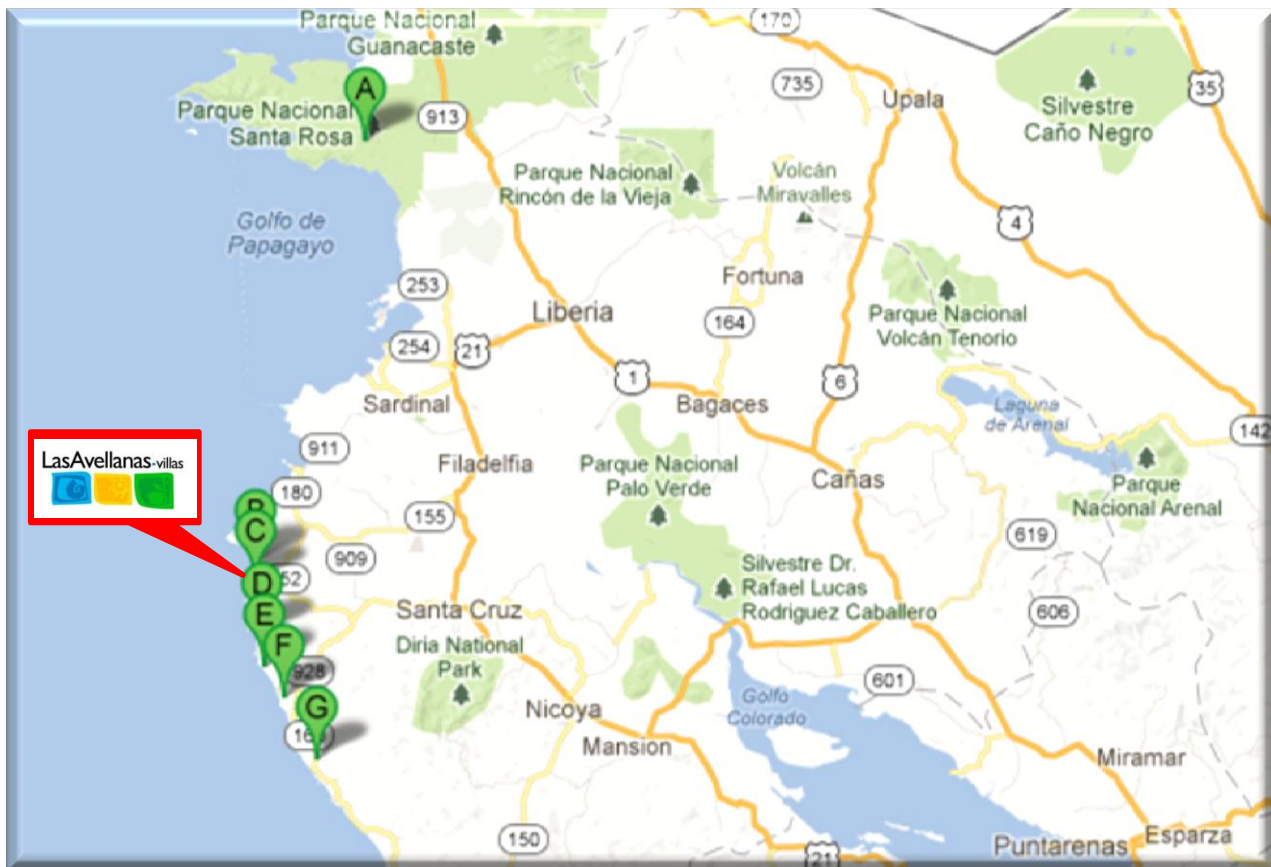 Parque Nacional
Guanacaste
170
A
735
35
Parque Nacional
Santa Rosa
913
Upala
Silvestre
Caño Negro
Parque Nacional
Rincón de la Vieja
Volcán
Miravalles
Golfo de
Papagayo
4
253
Fortuna
Liberia
Parque Nacional
Volcán Tenorio
164
254
21
1
6
Sardinal
Bagaces
Laguna
de Arenal
142
911
LasAvellanas-villas
Filadelfia
Parque Nacional
Palo Verde
Cañas
Parque
Nacional Arenal
180
B
C
155
619
909
D
52
Silvestre Dr.
Rafael Lucas
Rodriguez Caballero
E
Santa Cruz
606
F
928
Diria National
Park
601
G
Nicoya
Golfo
Colorado
Mansion
Miramar
150
Puntarenas
Esparza
21